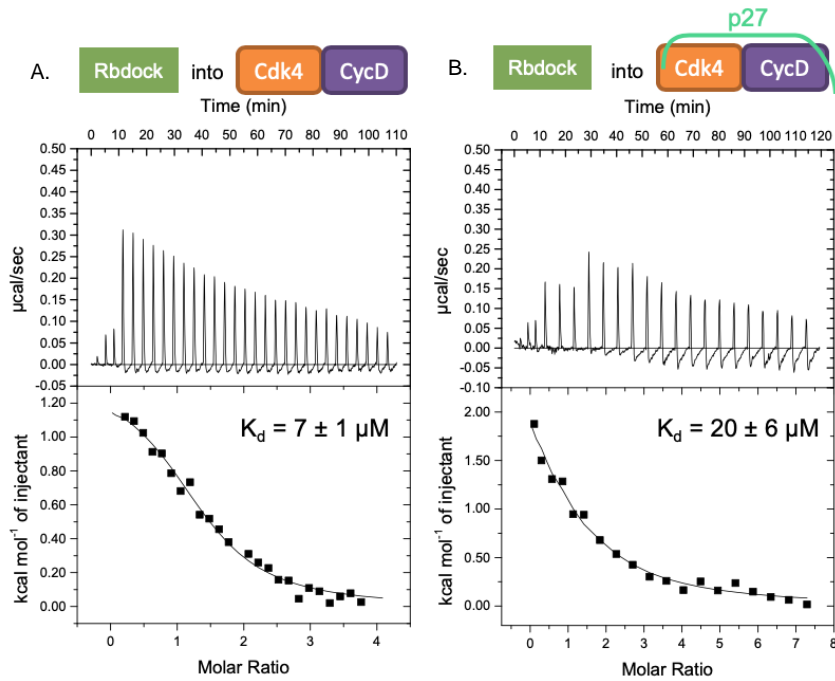 A.
Rbdock into Cdk4 CycD
Time (min)
0 10 20 30 40 50 60 70 80 90 100 110
0.50
0.45
0.40
0.35
0.30
0.25
0.20
0.15
0.10
0.05
0.00
-0.05
µcal/sec
1.20
1.00
0.80
0.60
0.40
0.20
0.00
kcal mol⁻¹ of injectant
K_d = 7 ± 1 µM
0 1 2 3 4
Molar Ratio
B.
p27
Rbdock into Cdk4 CycD
Time (min)
0 10 20 30 40 50 60 70 80 90 100 110 120
0.50
0.45
0.40
0.35
0.30
0.25
0.20
0.15
0.10
0.05
0.00
-0.05
-0.10
µcal/sec
2.00
1.50
1.00
0.50
0.00
kcal mol⁻¹ of injectant
K_d = 20 ± 6 µM
0 1 2 3 4 5 6 7 8
Molar Ratio